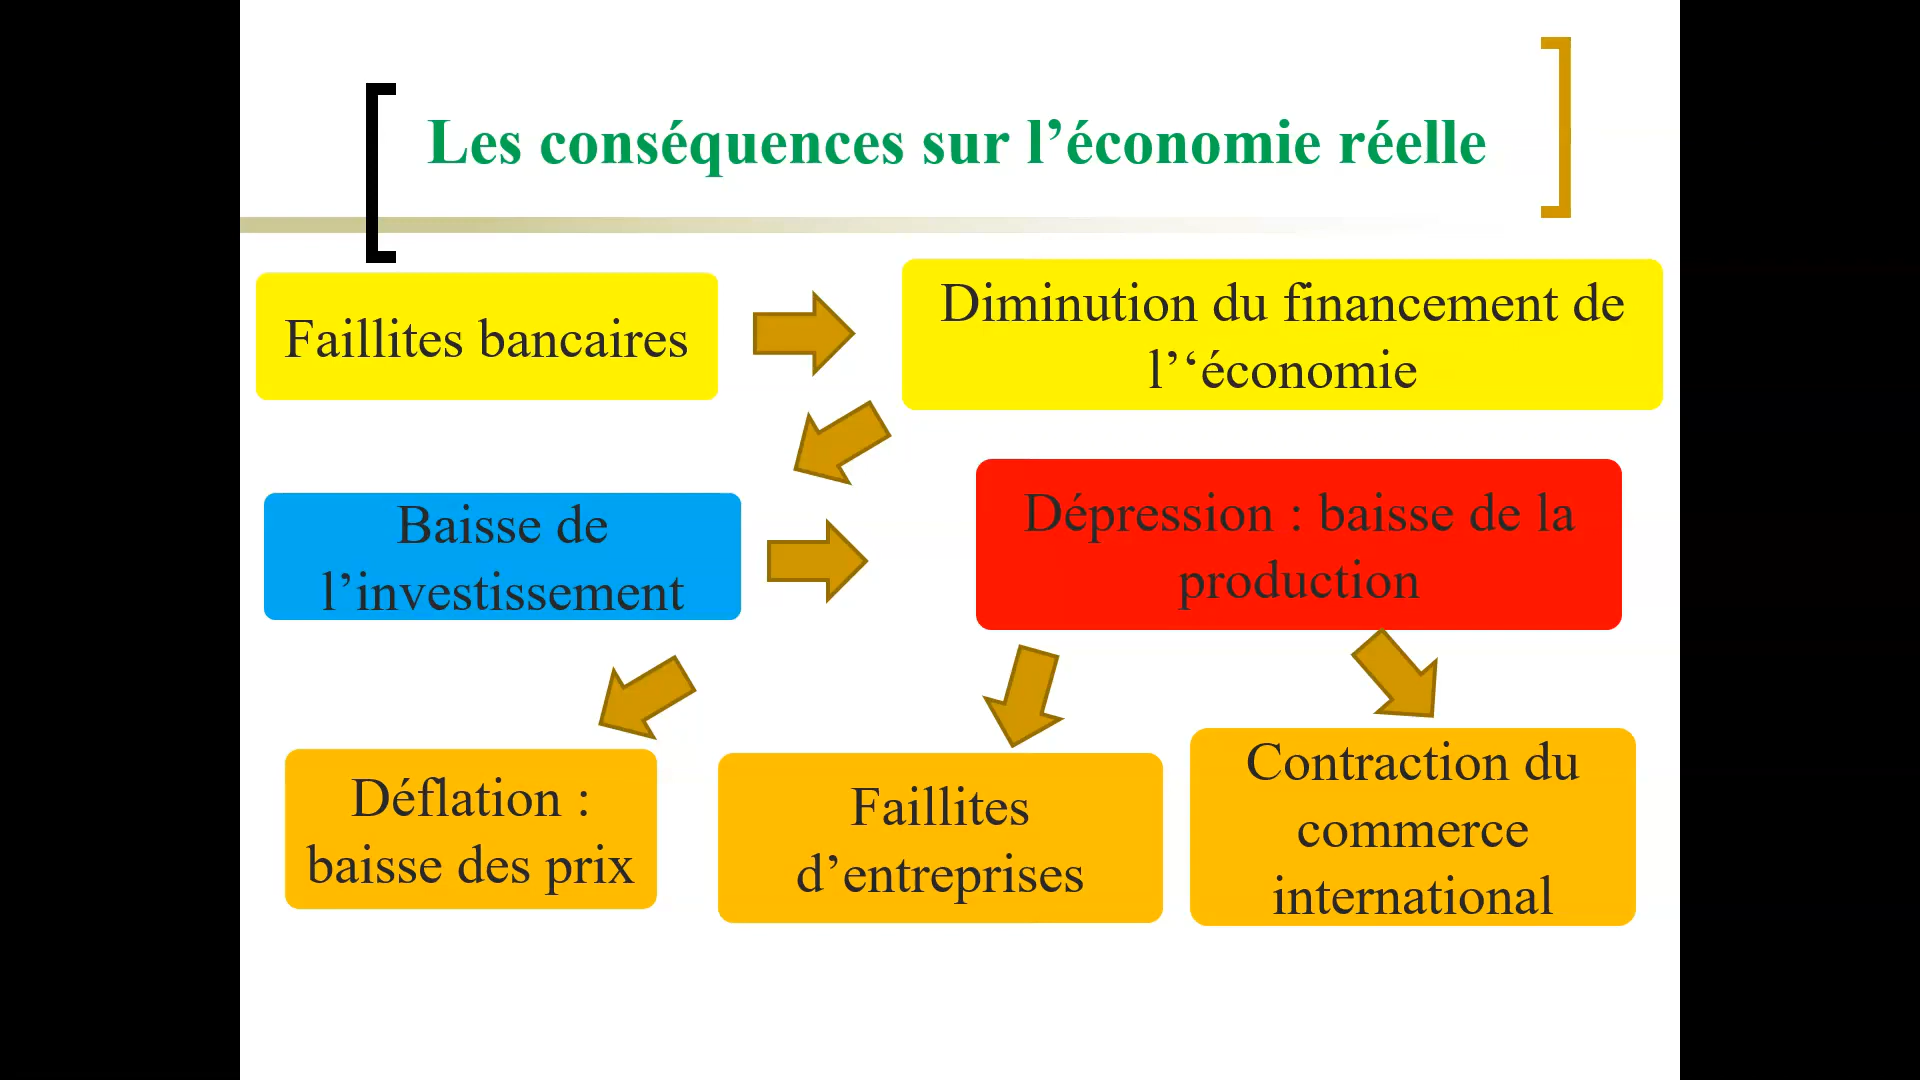 Les conséquences sur l’économie réelle
Faillites bancaires
Diminution du financement de
l’‘économie
Baisse de
l’investissement
Dépression : baisse de la
production
Déflation :
baisse des prix
Faillites
d’entreprises
Contraction du
commerce
international